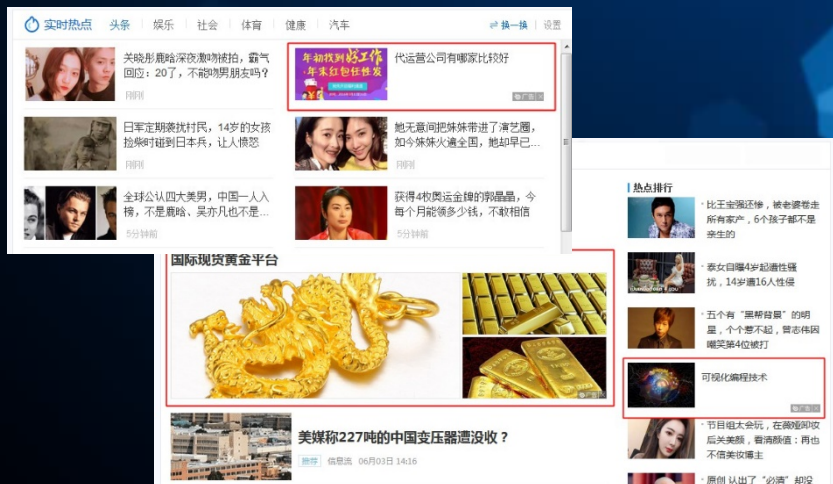 实时热点 头条 娱乐 社会 体育 健康 汽车 换一换 设置
关晓彤鹿晗深夜激吻被拍，霸气
回应：20了，不能吻男朋友吗？
刚刚
年初找到好工作
年末红包任性发
代运营公司有哪家比较好
广告
日军定期袭扰村民，14岁的女孩
捡柴时碰到日本兵，让人愤怒
刚刚
她无意间把妹妹带进了演艺圈，
如今妹妹火遍全国，她却早已...
刚刚
全球公认四大美男，中国一人入
榜，不是鹿晗、吴亦凡也不是...
5分钟前
获得4枚奥运金牌的郭晶晶，今
每个月能领多少钱，不敢相信
5分钟前
国际现货黄金平台
广告
美媒称227吨的中国变压器遭没收？
推荐 信息流 06月03日 14:16
热点排行
比王宝强还惨，被老婆卷走
所有家产，6个孩子都不是
亲生的
泰女自曝4岁起遭性骚
扰，14岁遭16人性侵
五个有“黑帮背景”的明
星，个个惹不起，曾志伟因
嘲笑第4位被打
可视化编程技术
广告
节目组太会玩，在薇娅卸妆
后关美颜，看清颜值：再也
不信美妆博主
原创 认出了“必清”却没